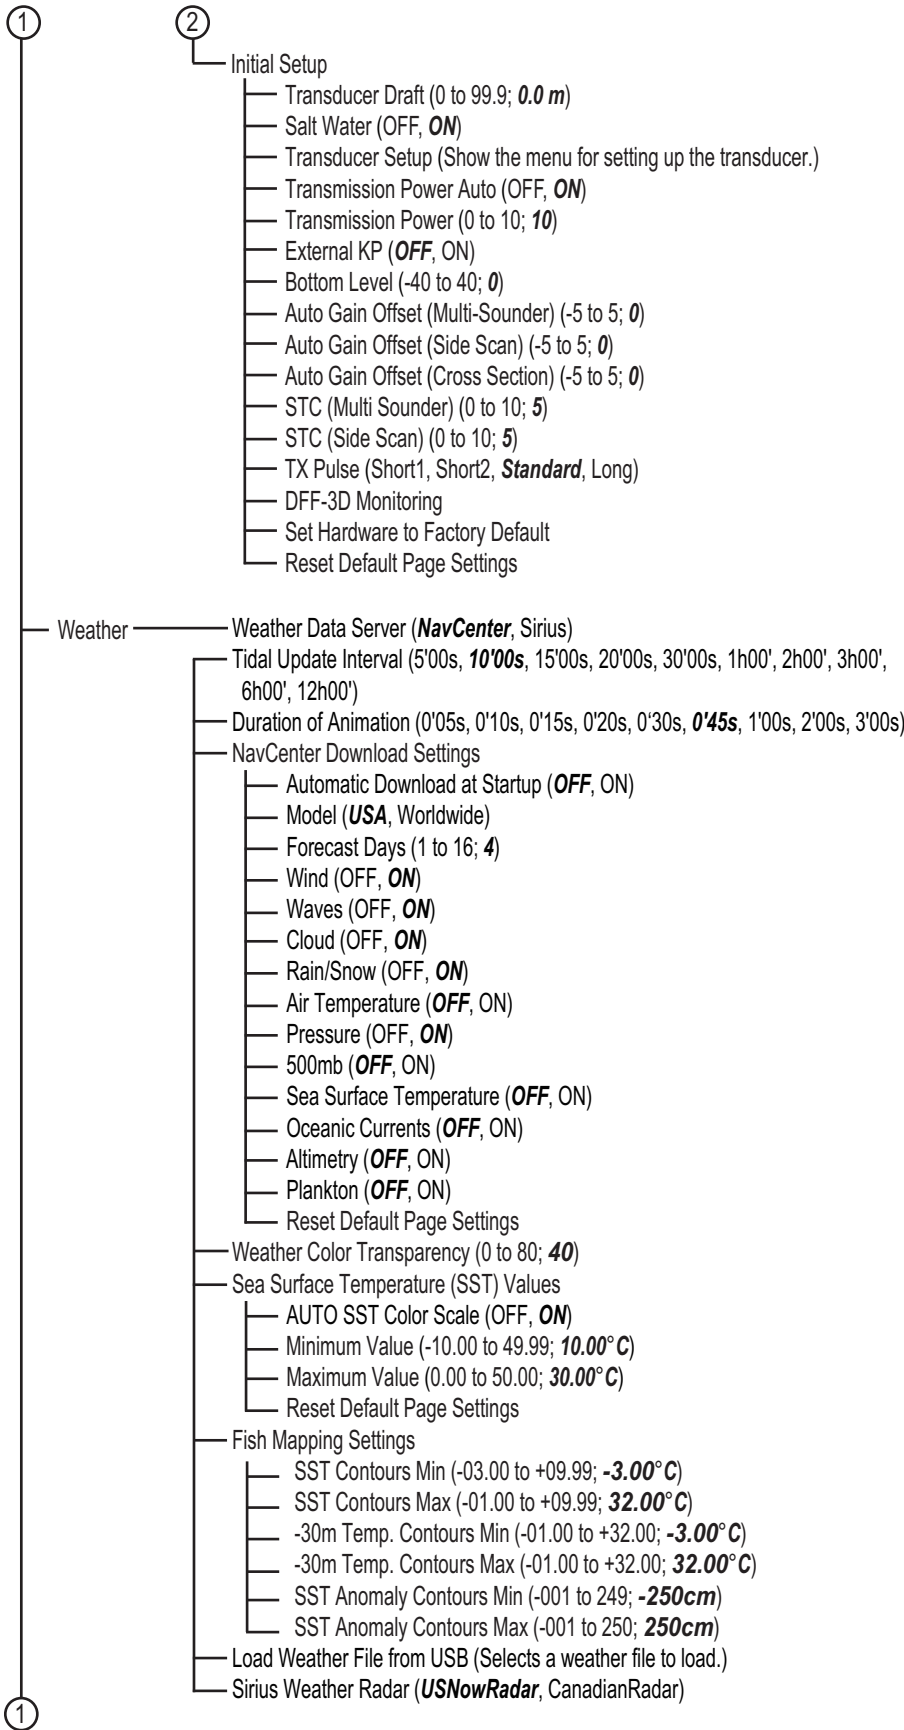 1 2
Initial Setup
Transducer Draft (0 to 99.9; 0.0 m)
Salt Water (OFF, ON)
Transducer Setup (Show the menu for setting up the transducer.)
Transmission Power Auto (OFF, ON)
Transmission Power (0 to 10; 10)
External KP (OFF, ON)
Bottom Level (-40 to 40; 0)
Auto Gain Offset (Multi-Sounder) (-5 to 5; 0)
Auto Gain Offset (Side Scan) (-5 to 5; 0)
Auto Gain Offset (Cross Section) (-5 to 5; 0)
STC (Multi Sounder) (0 to 10; 5)
STC (Side Scan) (0 to 10; 5)
TX Pulse (Short1, Short2, Standard, Long)
DFF-3D Monitoring
Set Hardware to Factory Default
Reset Default Page Settings
Weather Weather Data Server (NavCenter, Sirius)
Tidal Update Interval (5'00s, 10'00s, 15'00s, 20'00s, 30'00s, 1h00', 2h00', 3h00',
6h00', 12h00')
Duration of Animation (0'05s, 0'10s, 0'15s, 0'20s, 0‘30s, 0'45s, 1'00s, 2'00s, 3'00s)
NavCenter Download Settings
Automatic Download at Startup (OFF, ON)
Model (USA, Worldwide)
Forecast Days (1 to 16; 4)
Wind (OFF, ON)
Waves (OFF, ON)
Cloud (OFF, ON)
Rain/Snow (OFF, ON)
Air Temperature (OFF, ON)
Pressure (OFF, ON)
500mb (OFF, ON)
Sea Surface Temperature (OFF, ON)
Oceanic Currents (OFF, ON)
Altimetry (OFF, ON)
Plankton (OFF, ON)
Reset Default Page Settings
Weather Color Transparency (0 to 80; 40)
Sea Surface Temperature (SST) Values
AUTO SST Color Scale (OFF, ON)
Minimum Value (-10.00 to 49.99; 10.00°C)
Maximum Value (0.00 to 50.00; 30.00°C)
Reset Default Page Settings
Fish Mapping Settings
SST Contours Min (-03.00 to +09.99; -3.00°C)
SST Contours Max (-01.00 to +09.99; 32.00°C)
-30m Temp. Contours Min (-01.00 to +32.00; -3.00°C)
-30m Temp. Contours Max (-01.00 to +32.00; 32.00°C)
SST Anomaly Contours Min (-001 to 249; -250cm)
SST Anomaly Contours Max (-001 to 250; 250cm)
Load Weather File from USB (Selects a weather file to load.)
Sirius Weather Radar (USNowRadar, CanadianRadar)
1